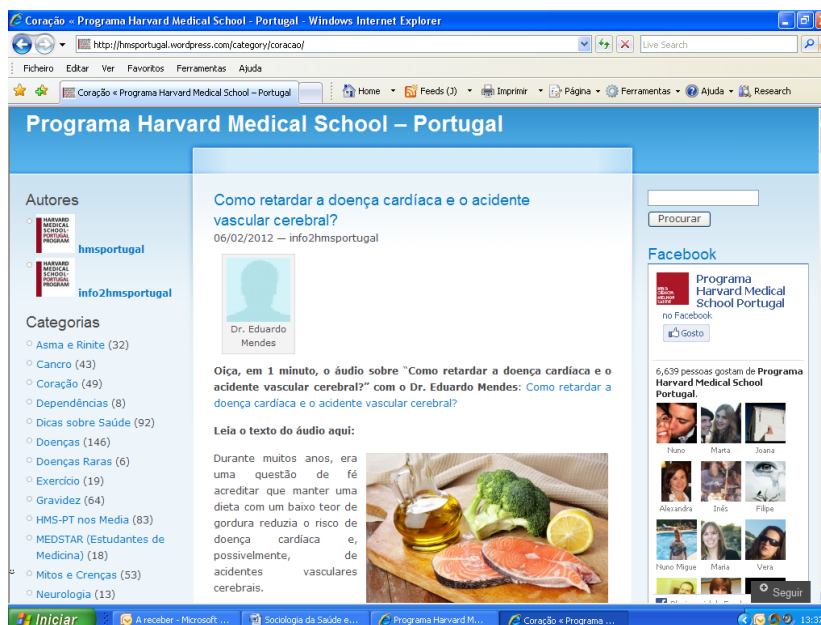 Coração « Programa Harvard Medical School - Portugal - Windows Internet Explorer
http://hmsportugal.wordpress.com/category/coracao/
Live Search
Ficheiro Editar Ver Favoritos Ferramentas Ajuda
Coração « Programa Harvard Medical School – Portugal
Home Feeds (J) Imprimir Página Ferramentas Ajuda Research
Programa Harvard Medical School – Portugal
Autores
HARVARD
MEDICAL
SCHOOL-
PORTUGAL
PROGRAM
hmsportugal
HARVARD
MEDICAL
SCHOOL-
PORTUGAL
PROGRAM
info2hmsportugal
Categorias
Asma e Rinite (32)
Cancro (43)
Coração (49)
Dependências (8)
Dicas sobre Saúde (92)
Doenças (146)
Doenças Raras (6)
Exercício (19)
Gravidez (64)
HMS-PT nos Media (83)
MEDSTAR (Estudantes de
Medicina) (18)
Mitos e Crenças (53)
Neurologia (13)
Como retardar a doença cardíaca e o acidente
vascular cerebral?
06/02/2012 — info2hmsportugal
Dr. Eduardo
Mendes
Oiça, em 1 minuto, o áudio sobre “Como retardar a doença cardíaca e o
acidente vascular cerebral?” com o Dr. Eduardo Mendes: Como retardar a
doença cardíaca e o acidente vascular cerebral?
Leia o texto do áudio aqui:
Durante muitos anos, era
uma questão de fé
acreditar que manter uma
dieta com um baixo teor de
gordura reduzia o risco de
doença cardíaca e,
possivelmente, de
acidentes vasculares
cerebrais.
Procurar
Facebook
Programa
Harvard Medical
School Portugal
no Facebook
Gosto
6,639 pessoas gostam de Programa
Harvard Medical School
Portugal.
Nuno Marta Joana
Alexandra Inês Filipe
Nuno Migue Maria Vera
Seguir
Iniciar
A receber - Microsoft ...
Sociologia da Saúde e...
Programa Harvard M...
Coração « Programa ...
13:37